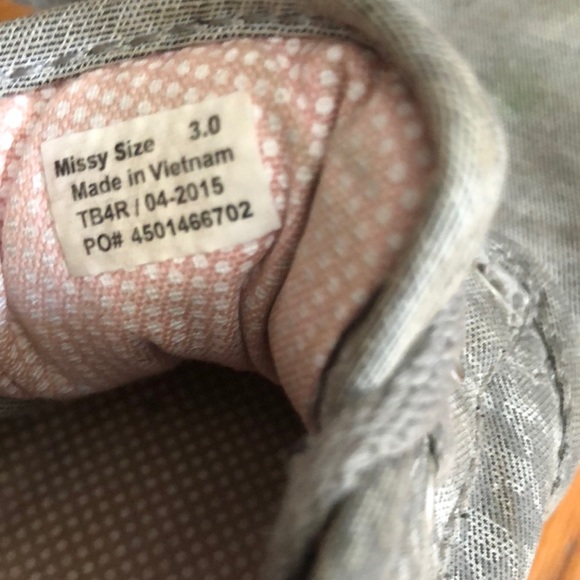 Missy Size 3.0
Made in Vietnam
TB4R / 04-2015
PO# 4501466702